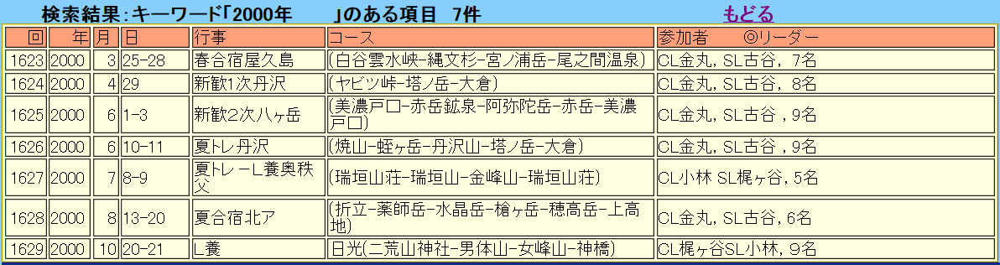 検索結果：キーワード「2000年　　」のある項目　7件　もどる
回 年 月 日 行事 コース 参加者　◎リーダー
1623 2000 3 25-28 春合宿屋久島 (白谷雲水峡-縄文杉-宮ノ浦岳-尾之間温泉) CL金丸, SL古谷, 7名
1624 2000 4 29 新歓1次丹沢 (ヤビツ峠-塔ノ岳-大倉) CL金丸, SL古谷, 8名
1625 2000 6 1-3 新歓２次八ヶ岳 (美濃戸口-赤岳鉱泉-阿弥陀岳-赤岳-美濃
戸口) CL金丸, SL古谷 , 9名
1626 2000 6 10-11 夏トレ丹沢 (焼山-蛭ヶ岳-丹沢山-塔ノ岳-大倉) CL金丸, SL古谷 , 9名
1627 2000 7 8-9 夏トレーＬ養奥秩
父 (瑞垣山荘-瑞垣山-金峰山-瑞垣山荘) CL小林 SL梶ヶ谷, 5名
1628 2000 8 13-20 夏合宿北ア (折立-薬師岳-水晶岳-槍ヶ岳-穂高岳-上高
地) CL金丸, SL古谷, 6名
1629 2000 10 20-21 Ｌ養 日光(二荒山神社-男体山-女峰山-神橋) CL梶ヶ谷SL小林, ９名